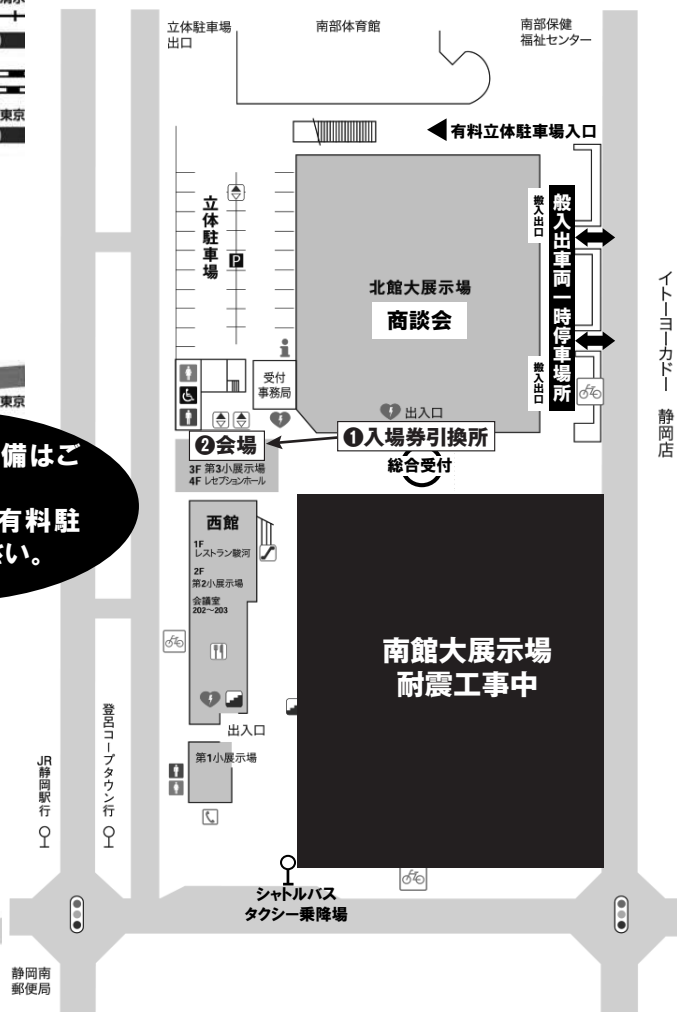 立体駐車場
出口
南部体育館
南部保健
福祉センター
東京
有料立体駐車場入口
立体駐車場
P
搬入出口
般入出車両一時停車場所
北館大展示場
商談会
イトーヨーカドー 静岡店
東京
受付
事務局
搬入出口
出入口
❷会場
❶入場券引換所
総合受付
備はご
3F 第3小展示場
4F レセプションホール
有料駐
さい。
西館
1F
レストラン駿河
2F
第2小展示場
会議室
202〜203
南館大展示場
耐震工事中
出入口
第1小展示場
登呂コープタウン行
JR静岡駅行
シャトルバス
タクシー乗降場
静岡南
郵便局